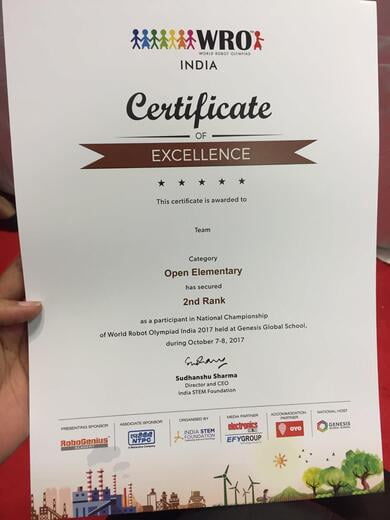 WRO
WORLD ROBOT OLYMPIAD
INDIA
Certificate
OF
EXCELLENCE
This certificate is awarded to
Team
Category
Open Elementary
has secured
2nd Rank
as a participant in National Championship
of World Robot Olympiad India 2017 held at Genesis Global School,
during October 7-8, 2017
Sudhanshu Sharma
Director and CEO
India STEM Foundation
PRESENTING SPONSOR
RoboGenius
ASSOCIATE SPONSOR
एनटीपीसी
NTPC
ORGANISED BY
INDIA STEM
FOUNDATION
MEDIA PARTNER
electronics
EFYGROUP
ACCOMMODATION
PARTNER
OYO
NATIONAL HOST
GENESIS